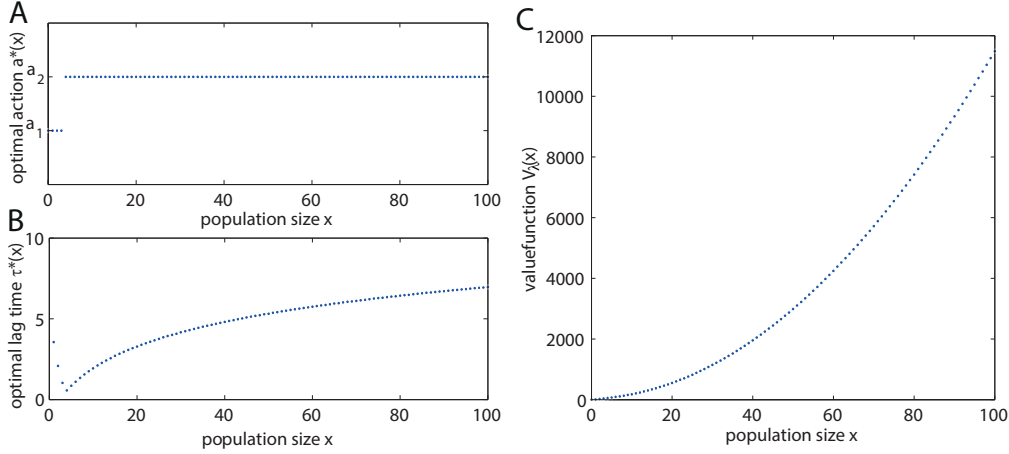 A
optimal action a*(x)
a2
a1
0 20 40 60 80 100
population size x
B
optimal lag time τ*(x)
10
5
0
0 20 40 60 80 100
population size x
C
valuefunction Vλ(x)
12000
10000
8000
6000
4000
2000
0
0 20 40 60 80 100
population size x